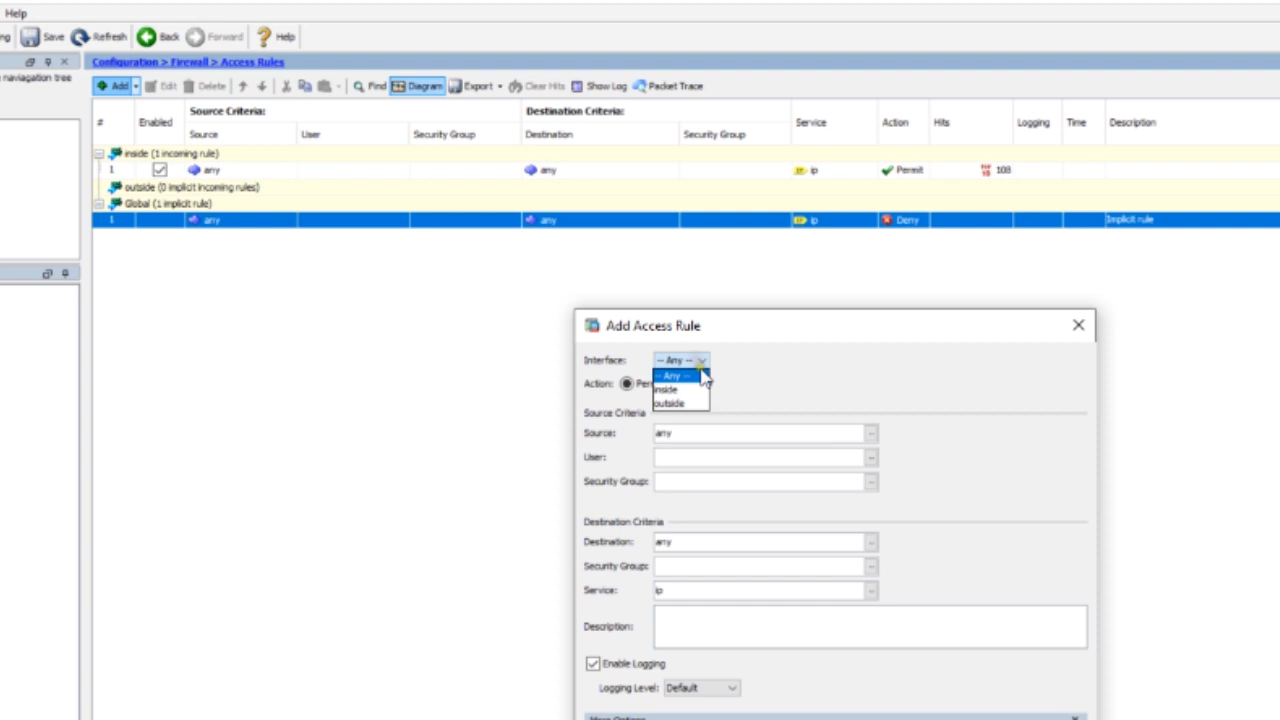 Help
ng Save Refresh Back Forward Help
Configuration > Firewall > Access Rules
naviagation tree
Add Edit Delete Find Diagram Export Clear Hits Show Log Packet Trace
# Enabled Source Criteria: Destination Criteria: Service Action Hits Logging Time Description
Source User Security Group Destination Security Group
inside (1 incoming rule)
1 any any ip Permit 108
outside (0 implicit incoming rules)
Global (1 implicit rule)
1 any any ip Deny Implicit rule
Add Access Rule
Interface: -- Any --
-- Any --
Action: Per
inside
outside
Source Criteria
Source: any
User:
Security Group:
Destination Criteria
Destination: any
Security Group:
Service: ip
Description:
Enable Logging
Logging Level: Default
More Options